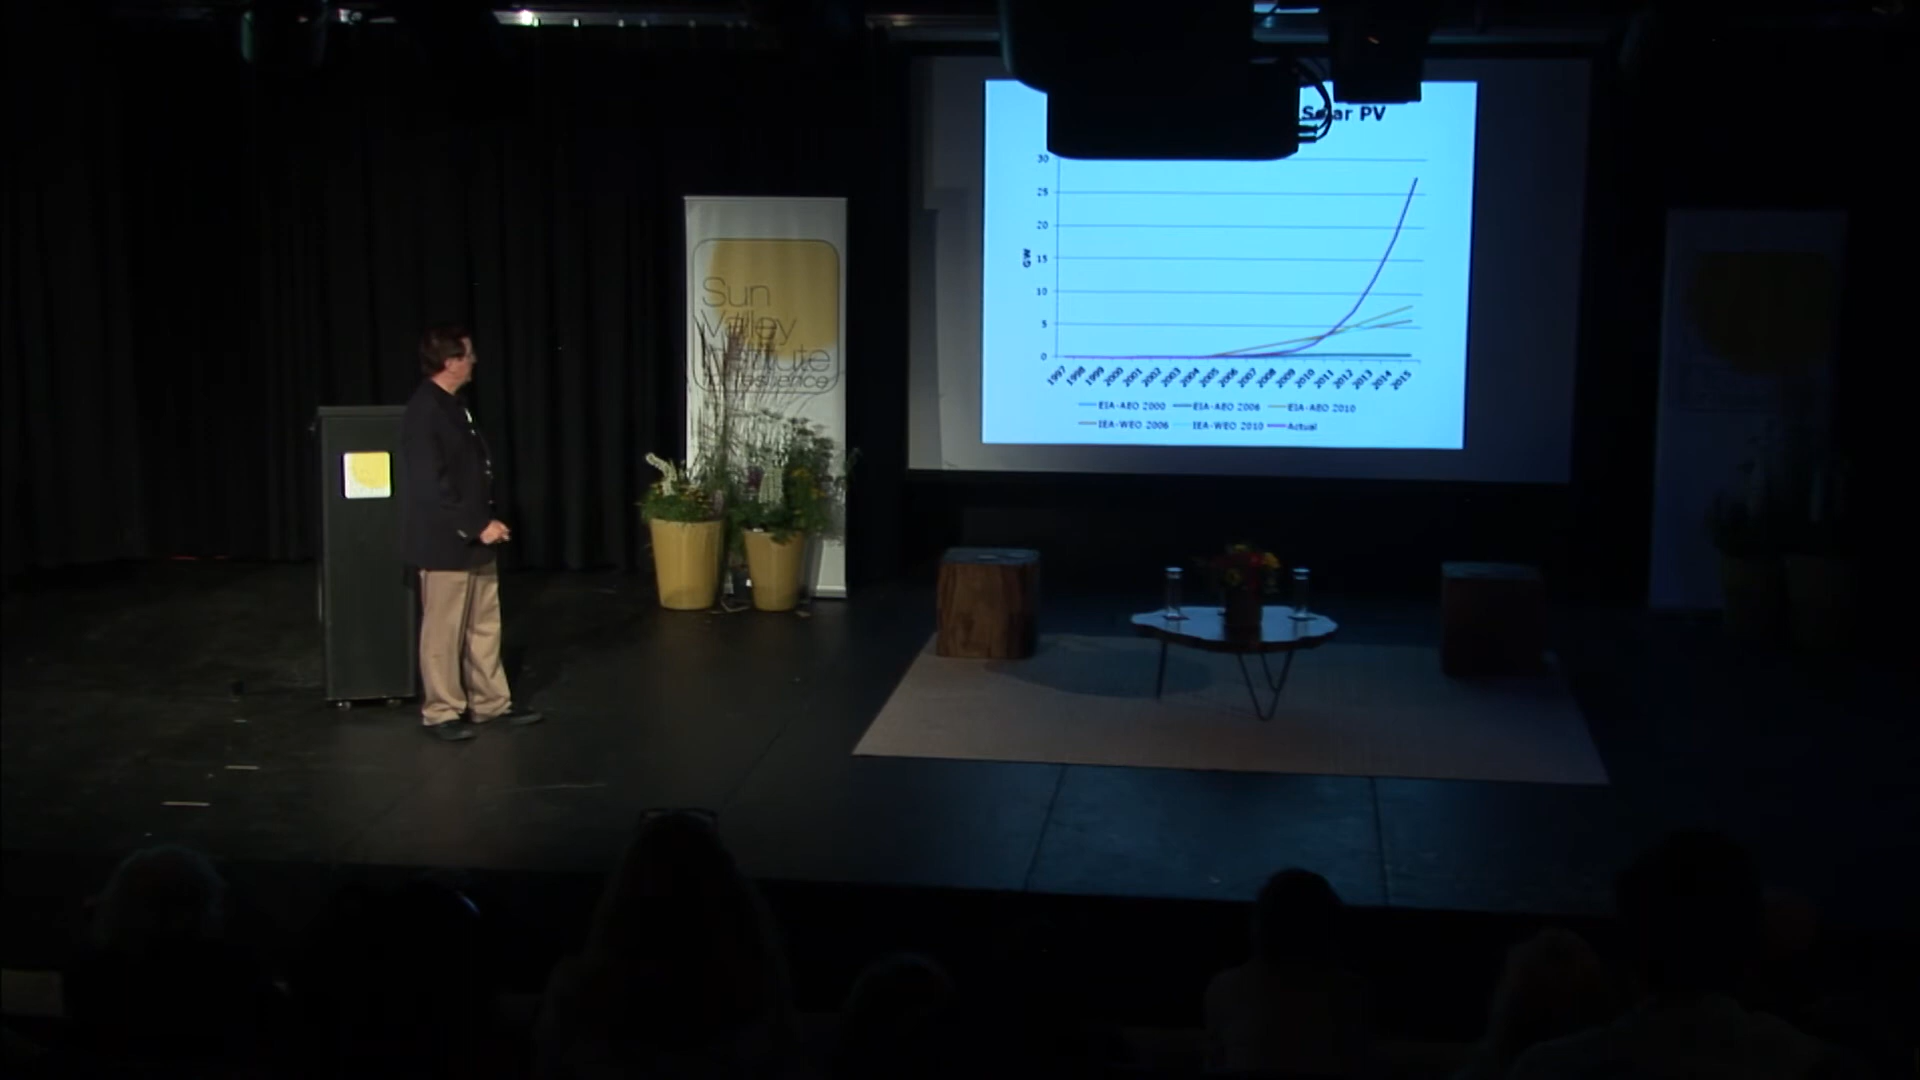 Sun
Valley
Institute
resilience
Solar PV
30
25
20
15
10
5
0
GW
1997 1998 1999 2000 2001 2002 2003 2004 2005 2006 2007 2008 2009 2010 2011 2012 2013 2014 2015
EIA-AEO 2000 EIA-AEO 2006 EIA-AEO 2010
IEA-WEO 2006 IEA-WEO 2010 Actual